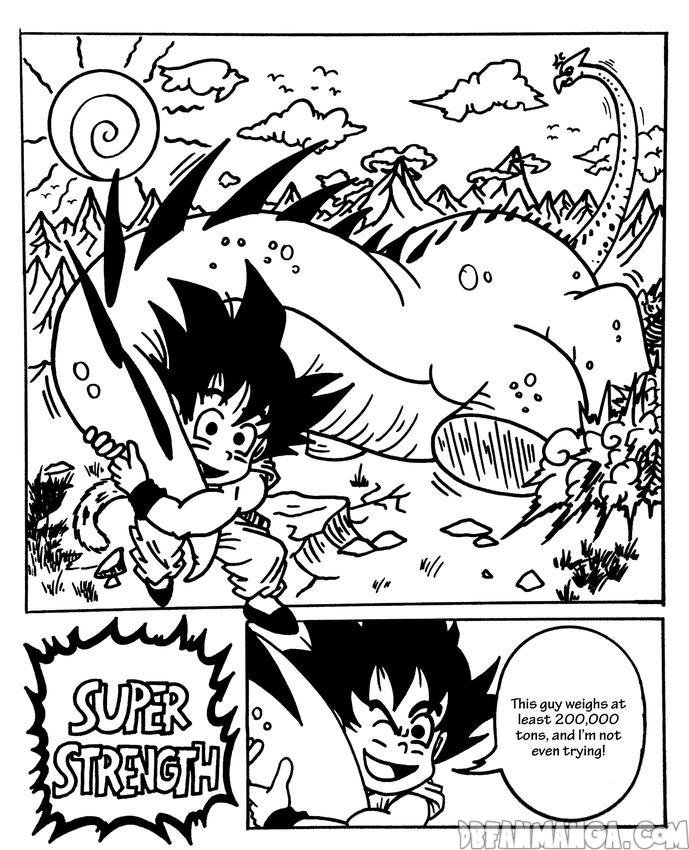 SUPER
STRENGTH
This guy weighs at
least 200,000
tons, and I'm not
even trying!
DBFANMANGA.COM